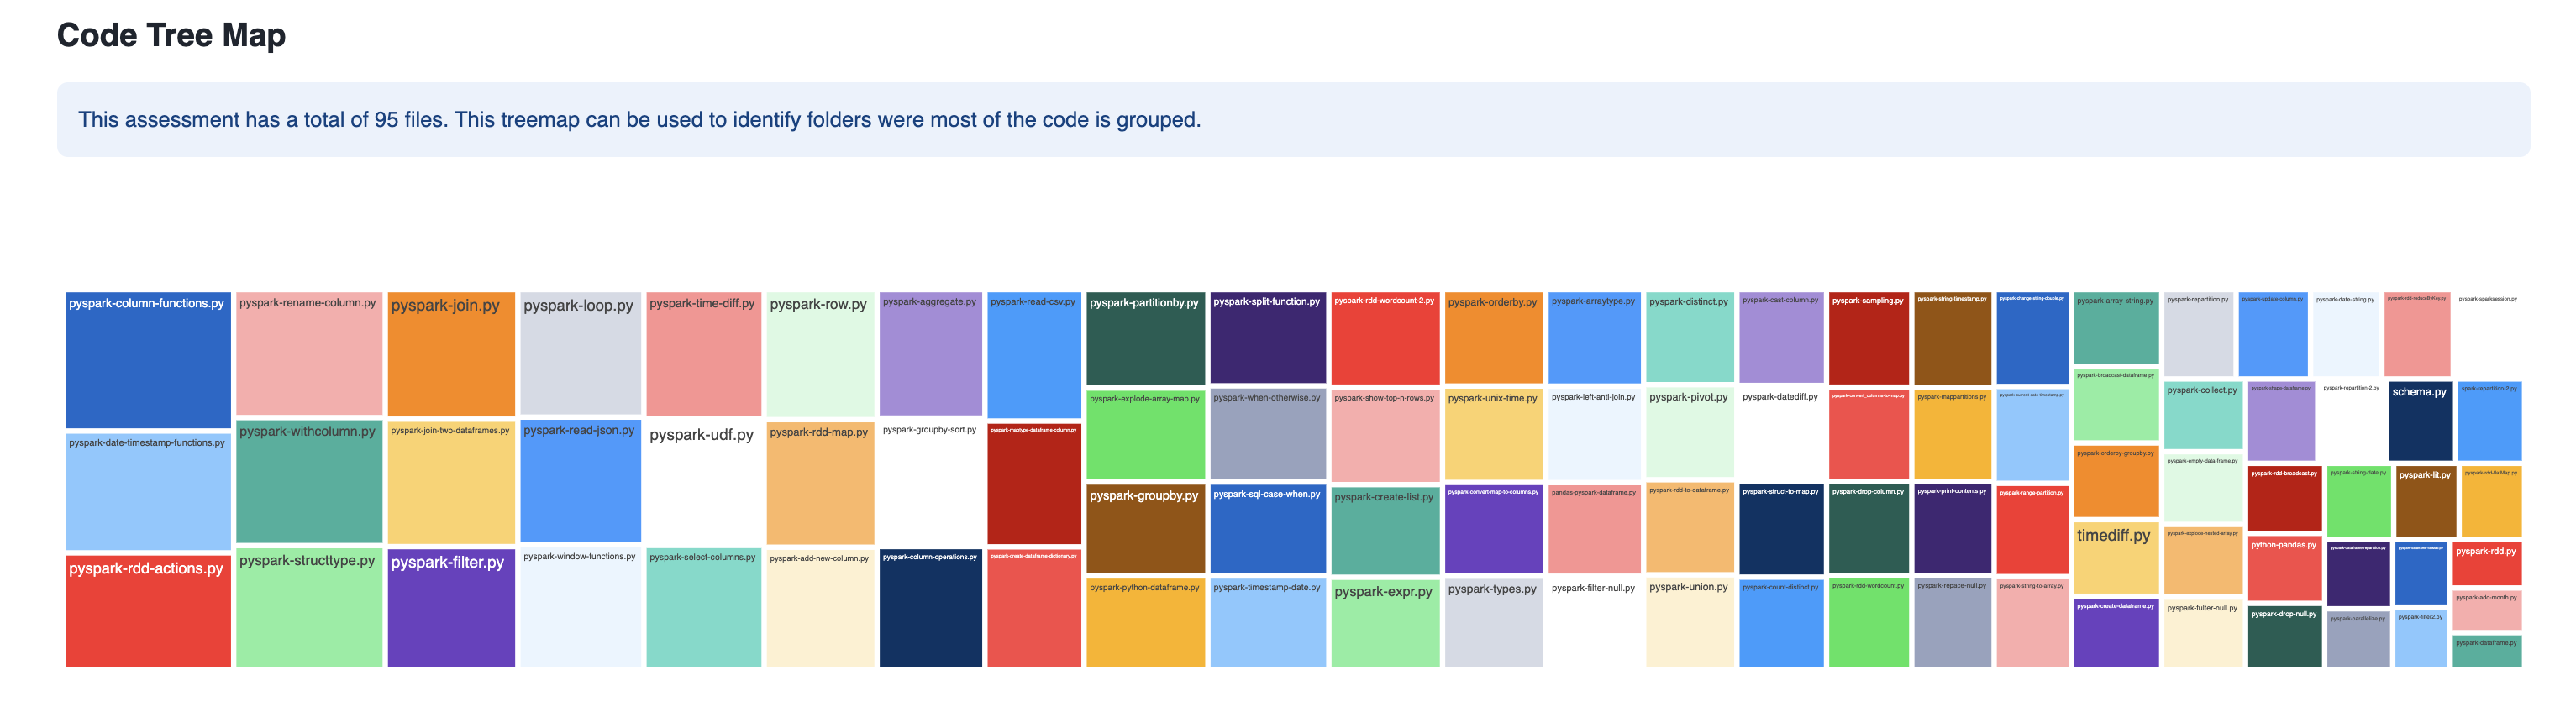 Code Tree Map
This assessment has a total of 95 files. This treemap can be used to identify folders were most of the code is grouped.
pyspark-column-functions.py
pyspark-date-timestamp-functions.py
pyspark-rdd-actions.py
pyspark-rename-column.py
pyspark-withcolumn.py
pyspark-structtype.py
pyspark-join.py
pyspark-join-two-dataframes.py
pyspark-filter.py
pyspark-loop.py
pyspark-read-json.py
pyspark-window-functions.py
pyspark-time-diff.py
pyspark-udf.py
pyspark-select-columns.py
pyspark-row.py
pyspark-rdd-map.py
pyspark-add-new-column.py
pyspark-aggregate.py
pyspark-groupby-sort.py
pyspark-column-operations.py
pyspark-read-csv.py
pyspark-maptype-dataframe-column.py
pyspark-create-dataframe-dictionary.py
pyspark-partitionby.py
pyspark-explode-array-map.py
pyspark-groupby.py
pyspark-python-dataframe.py
pyspark-split-function.py
pyspark-when-otherwise.py
pyspark-sql-case-when.py
pyspark-timestamp-date.py
pyspark-rdd-wordcount-2.py
pyspark-show-top-n-rows.py
pyspark-create-list.py
pyspark-expr.py
pyspark-orderby.py
pyspark-unix-time.py
pyspark-convert-map-to-columns.py
pyspark-types.py
pyspark-arraytype.py
pyspark-left-anti-join.py
pandas-pyspark-dataframe.py
pyspark-filter-null.py
pyspark-distinct.py
pyspark-pivot.py
pyspark-rdd-to-dataframe.py
pyspark-union.py
pyspark-cast-column.py
pyspark-datediff.py
pyspark-struct-to-map.py
pyspark-count-distinct.py
pyspark-sampling.py
pyspark-convert_columns-to-map.py
pyspark-drop-column.py
pyspark-rdd-wordcount.py
pyspark-string-timestamp.py
pyspark-mappartitions.py
pyspark-print-contents.py
pyspark-repace-null.py
pyspark-change-string-double.py
pyspark-current-date-timestamp.py
pyspark-range-partition.py
pyspark-string-to-array.py
pyspark-array-string.py
pyspark-broadcast-dataframe.py
pyspark-orderby-groupby.py
timediff.py
pyspark-create-dataframe.py
pyspark-repartition.py
pyspark-update-column.py
pyspark-date-string.py
pyspark-rdd-reduceByKey.py
pyspark-sparksession.py
pyspark-collect.py
pyspark-empty-data-frame.py
pyspark-explode-nested-array.py
pyspark-fulter-null.py
pyspark-shape-dataframe.py
pyspark-repartition-2.py
schema.py
spark-repartition-2.py
pyspark-rdd-broadcast.py
pyspark-string-date.py
pyspark-lit.py
pyspark-rdd-flatMap.py
python-pandas.py
pyspark-drop-null.py
pyspark-dataframe-repartition.py
pyspark-parallelize.py
pyspark-filter2.py
pyspark-rdd.py
pyspark-add-month.py
pyspark-dataframe.py